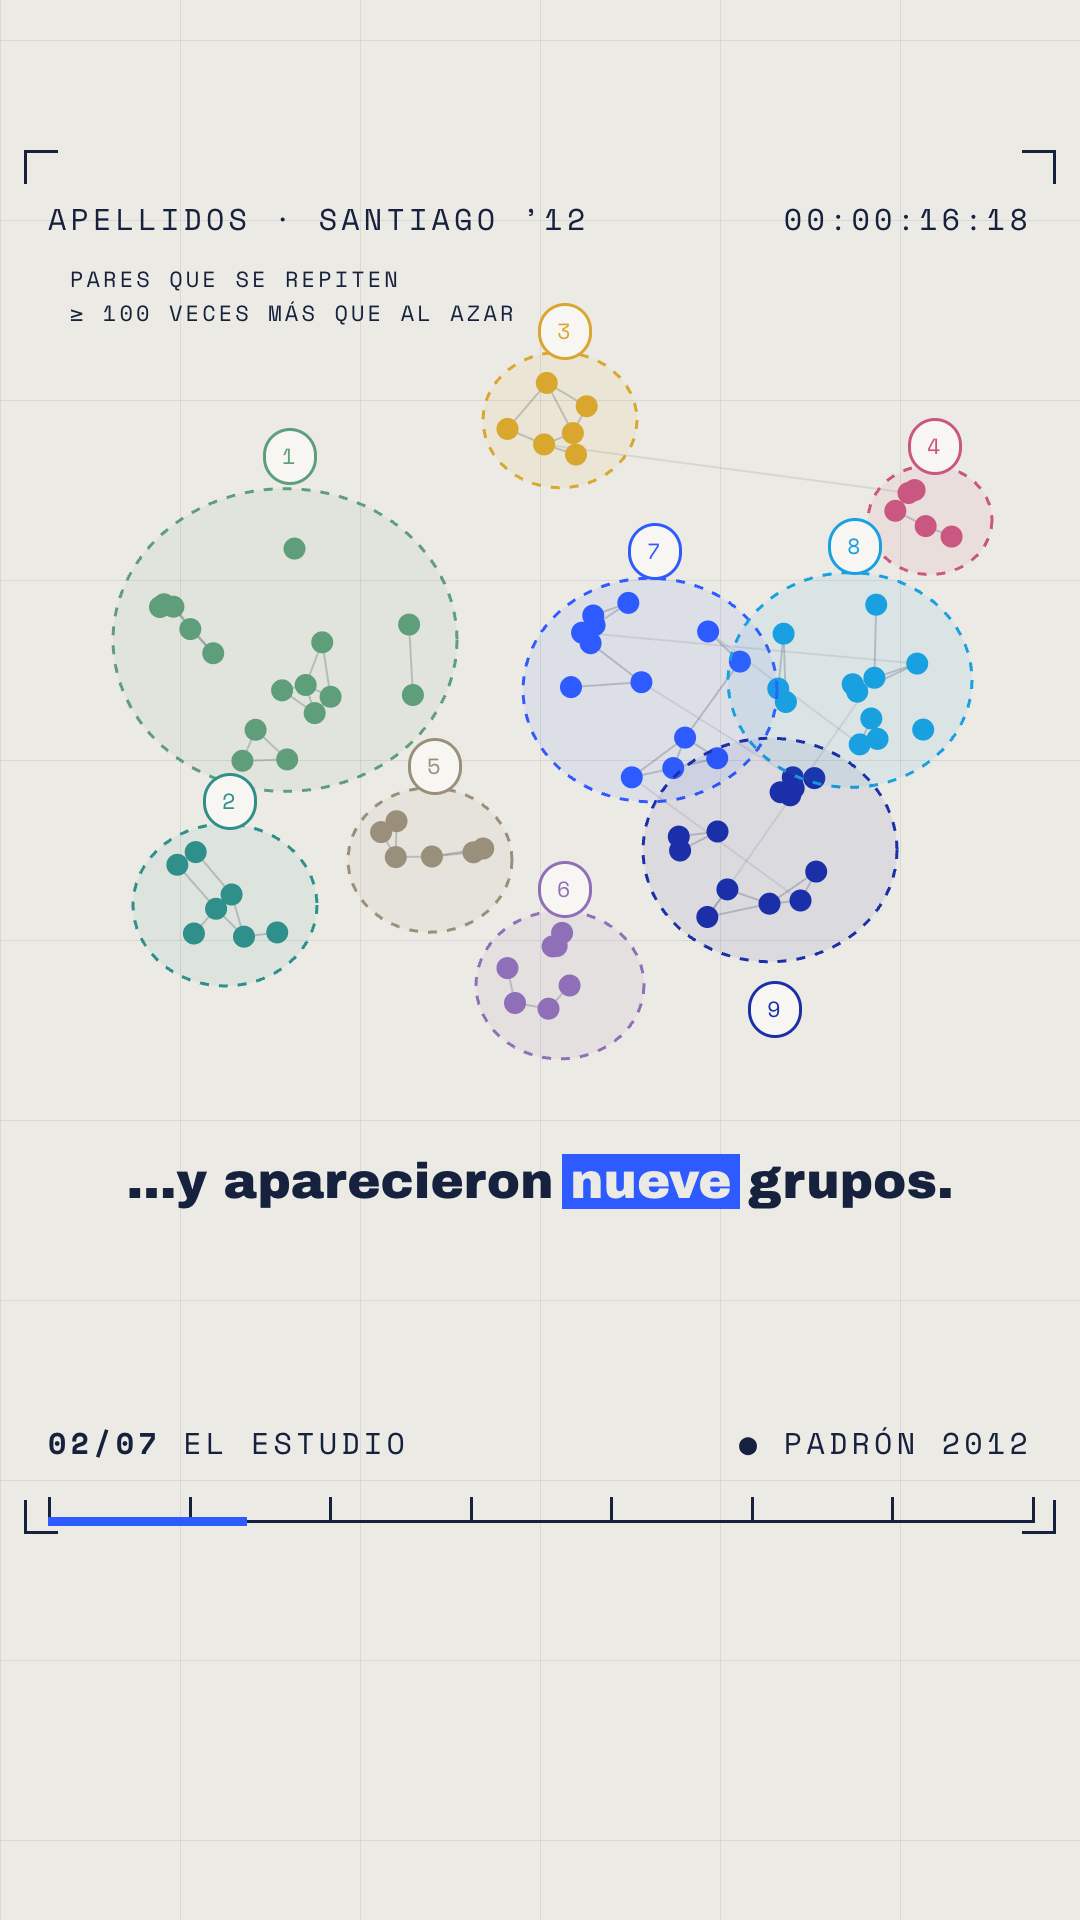 APELLIDOS · SANTIAGO ’12
00:00:16:18
PARES QUE SE REPITEN
≥ 100 VECES MÁS QUE AL AZAR
3
4
1
7
8
5
2
6
9
...y aparecieron nueve grupos.
02/07 EL ESTUDIO
● PADRÓN 2012